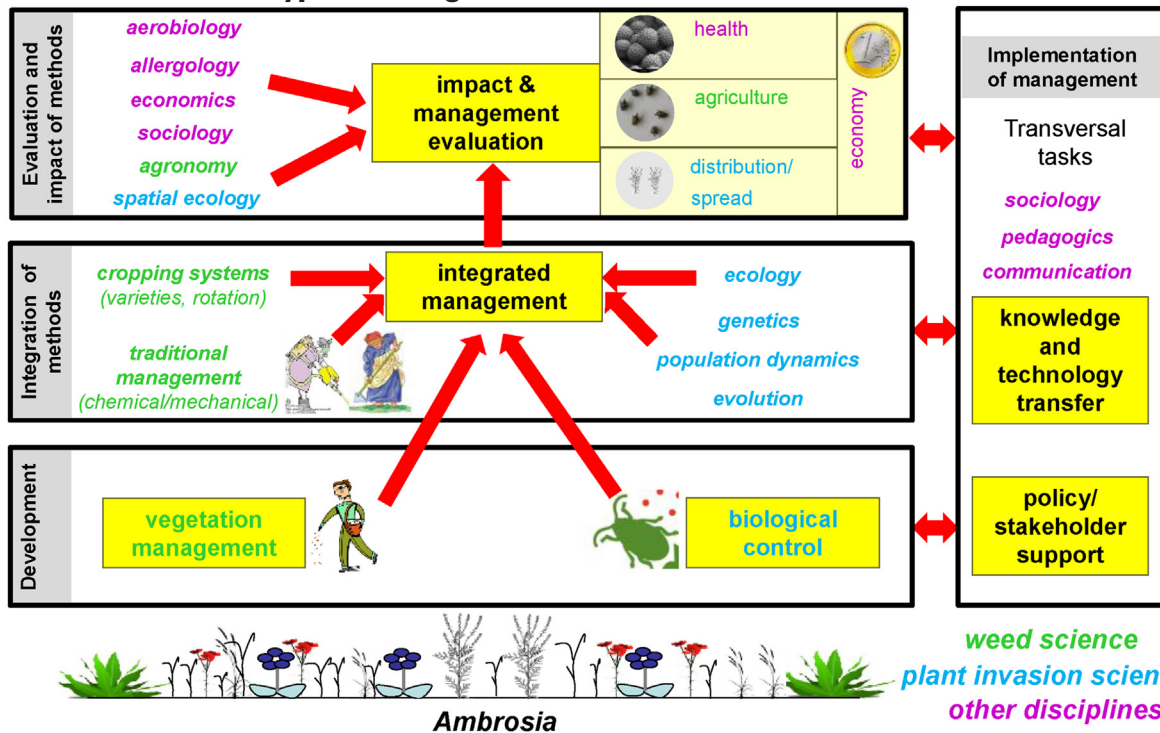 Evaluation and
impact of methods
aerobiology
allergology
economics
sociology
agronomy
spatial ecology
impact &
management
evaluation
health
agriculture
distribution/
spread
economy
Integration of
methods
cropping systems
(varieties, rotation)
traditional
management
(chemical/mechanical)
integrated
management
ecology
genetics
population dynamics
evolution
Development
vegetation
management
biological
control
Implementation
of management
Transversal
tasks
sociology
pedagogics
communication
knowledge
and
technology
transfer
policy/
stakeholder
support
Ambrosia
weed science
plant invasion scien
other disciplines